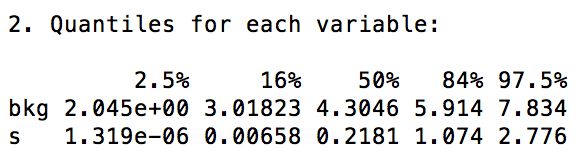 2. Quantiles for each variable:
2.5% 16% 50% 84% 97.5%
bkg 2.045e+00 3.01823 4.3046 5.914 7.834
s 1.319e-06 0.00658 0.2181 1.074 2.776